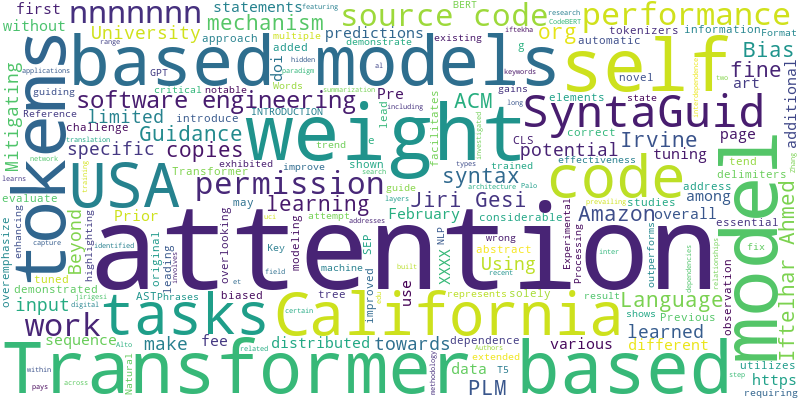 first
nnnnnnn
statements
featuring
BERT
research
CodeBERT
existing
range
source code
performance
without
mechanism
iftekha
tokenizers
information
Format
University
approach
multiple
demonstrate
predictions
org
automatic
applications
GPT
hidden
al
keywords
added
doi
g
novel
two
paradigm
summarization
Bias
guiding
critical
notable
Words
elements
state
fine
art
based models
self
Mitigating
Reference
INTRODUCTION
software engineering
Pre
ACM
gains
long
challenge
introduce
lead
facilitates
investigated
limited
Guidance
CLS
correct
effectiveness
SyntaGuid
page
additional
specific
copies
trend
e
types
trained
potential
Irvine
tuning
translation
exhibited
improve
shown
tend
delimiters
network
Transformer
guide
layers
architecture
Palo
studies
address
prevailing
among
tokens
weight
USA
permission
syntax
code
model
evaluate
learning
Jiri Gesi
Amazon
overall
Prior
may
attempt
February
considerable
essential
Beyond
highlighting
overlooking
Key
SEP
NLP
wrong
Experimental
Processing
outperforms
observation
Iftekhar Ahmed
enhancing
leading
original
modeling
uci
addresses
XXXX
abstract
Using
fix
overemphasize
tuned
biased
machine
demonstrated
capture
identified
field
recent
inter
attention
dependencies
relationships
Zhang
learns
training
input
ASTPhrases
tree
improved
use
represents
solely
result
Language
digital
jirigesi
involves
et
built
certain
shows
Previous
work
tasks
California
learned
sequence
make
fee
distributed
towards
dependence
various
different
Alto
related
Authors
extended
utilizes
within
data
T5
Natural
methodology
PLM
https
pays
across
including
step
requiring
Transformer based